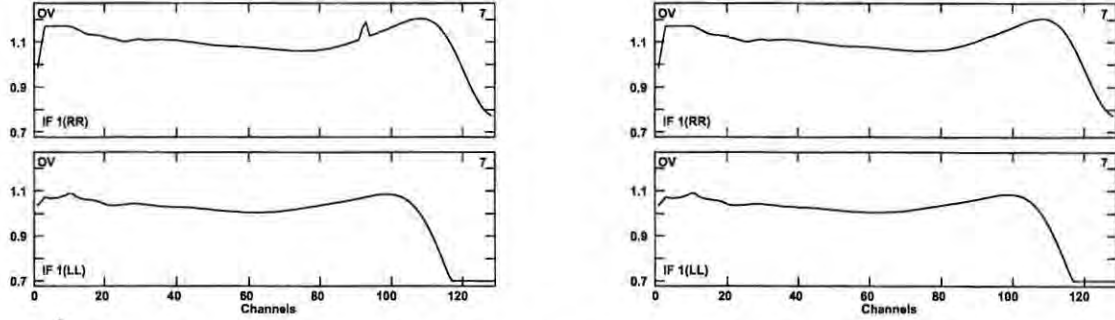 OV 7
1.1
0.9
0.7
IF 1(RR)
OV 7
1.1
0.9
0.7
IF 1(LL)
0 20 40 60 80 100 120
Channels
OV 7
1.1
0.9
0.7
IF 1(RR)
OV 7
1.1
0.9
0.7
IF 1(LL)
0 20 40 60 80 100 120
Channels